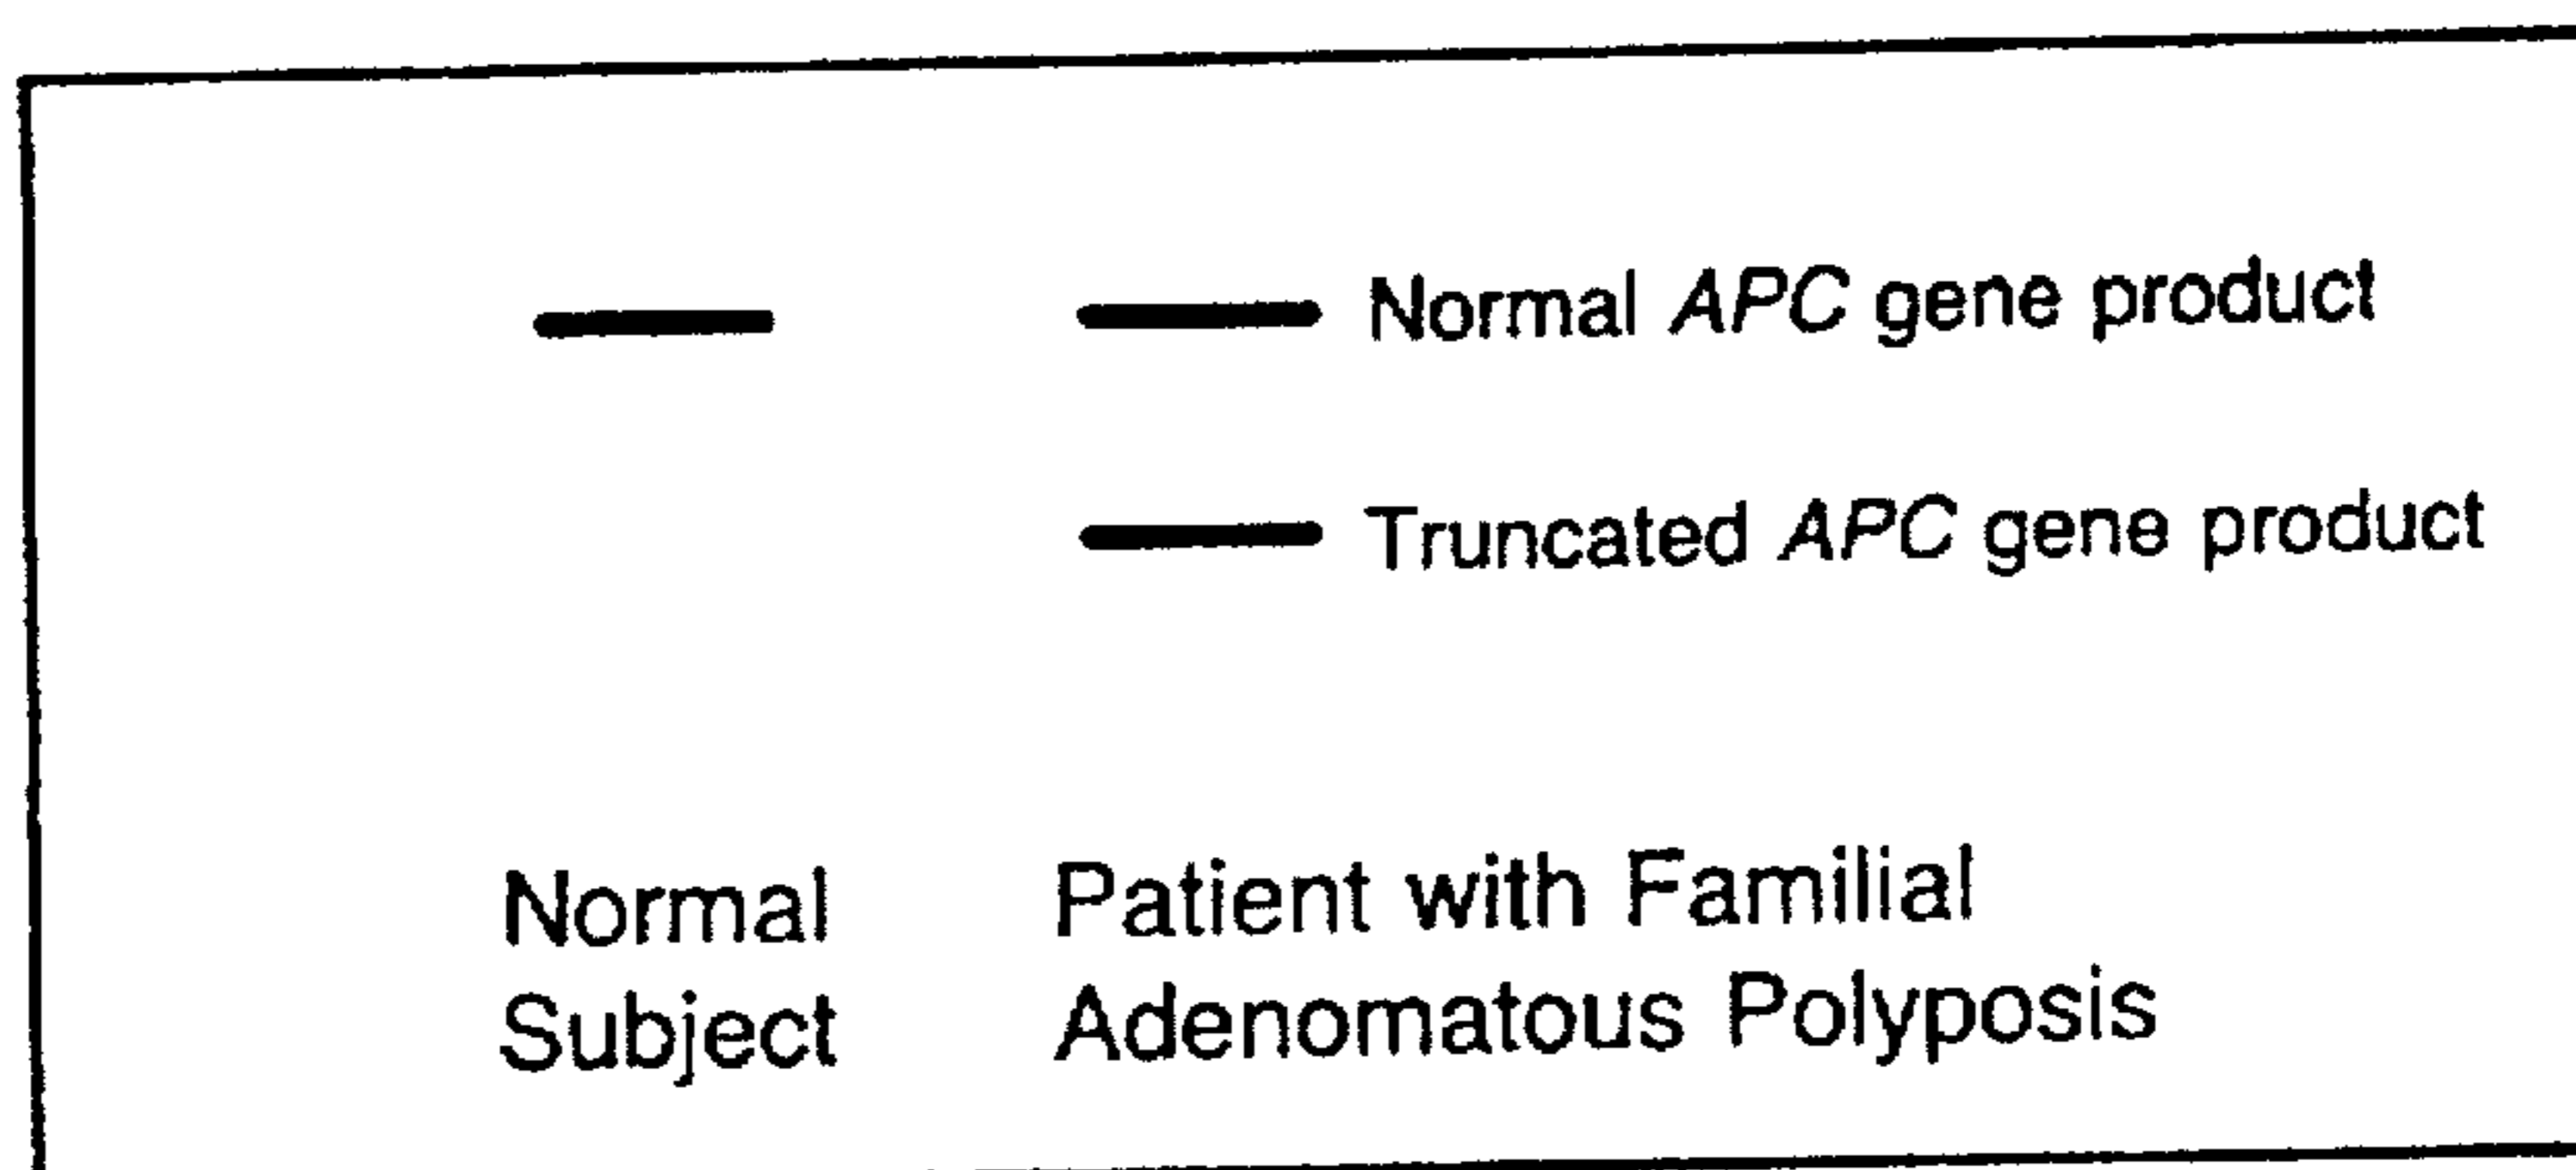 Normal APC gene product
Truncated APC gene product
Normal
Subject
Patient with Familial
Adenomatous Polyposis